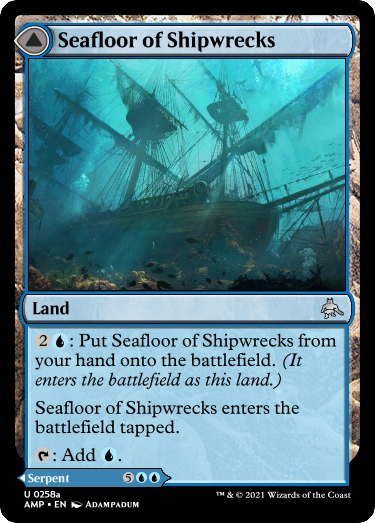 Seafloor of Shipwrecks
Land
2💧: Put Seafloor of Shipwrecks from
your hand onto the battlefield. (It
enters the battlefield as this land.)
Seafloor of Shipwrecks enters the
battlefield tapped.
: Add 💧.
Serpent 5💧💧
U 0258a
AMP • EN ADAMPADUM
™ & © 2021 Wizards of the Coast